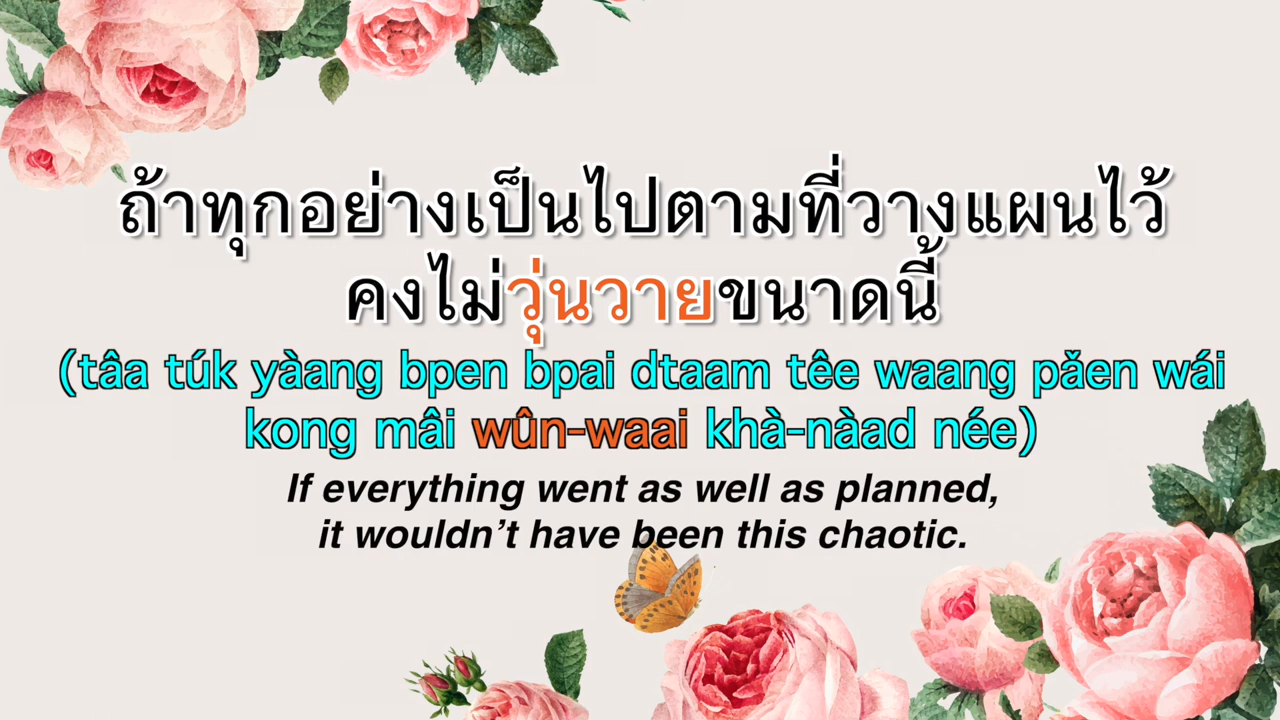 ถ้าทุกอย่างเป็นไปตามที่วางแผนไว้
คงไม่วุ่นวายขนาดนี้
(tâa túk yàang bpen bpai dtaam têe waang pǎen wái
kong mâi wûn-waai khà-nàad née)
If everything went as well as planned,
it wouldn’t have been this chaotic.